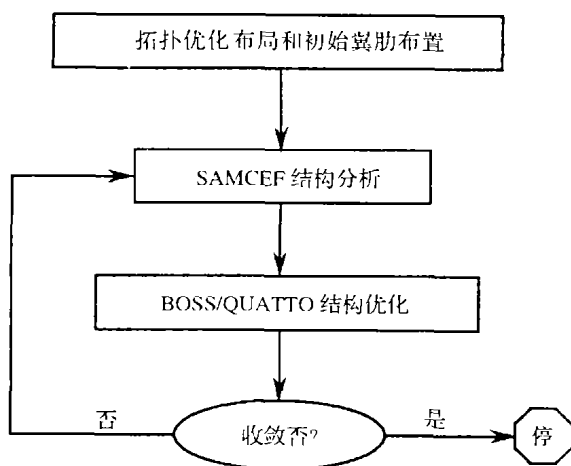 拓扑优化布局和初始翼肋布置
SAMCEF 结构分析
BOSS/QUATTO 结构优化
否
收敛否?
是
停